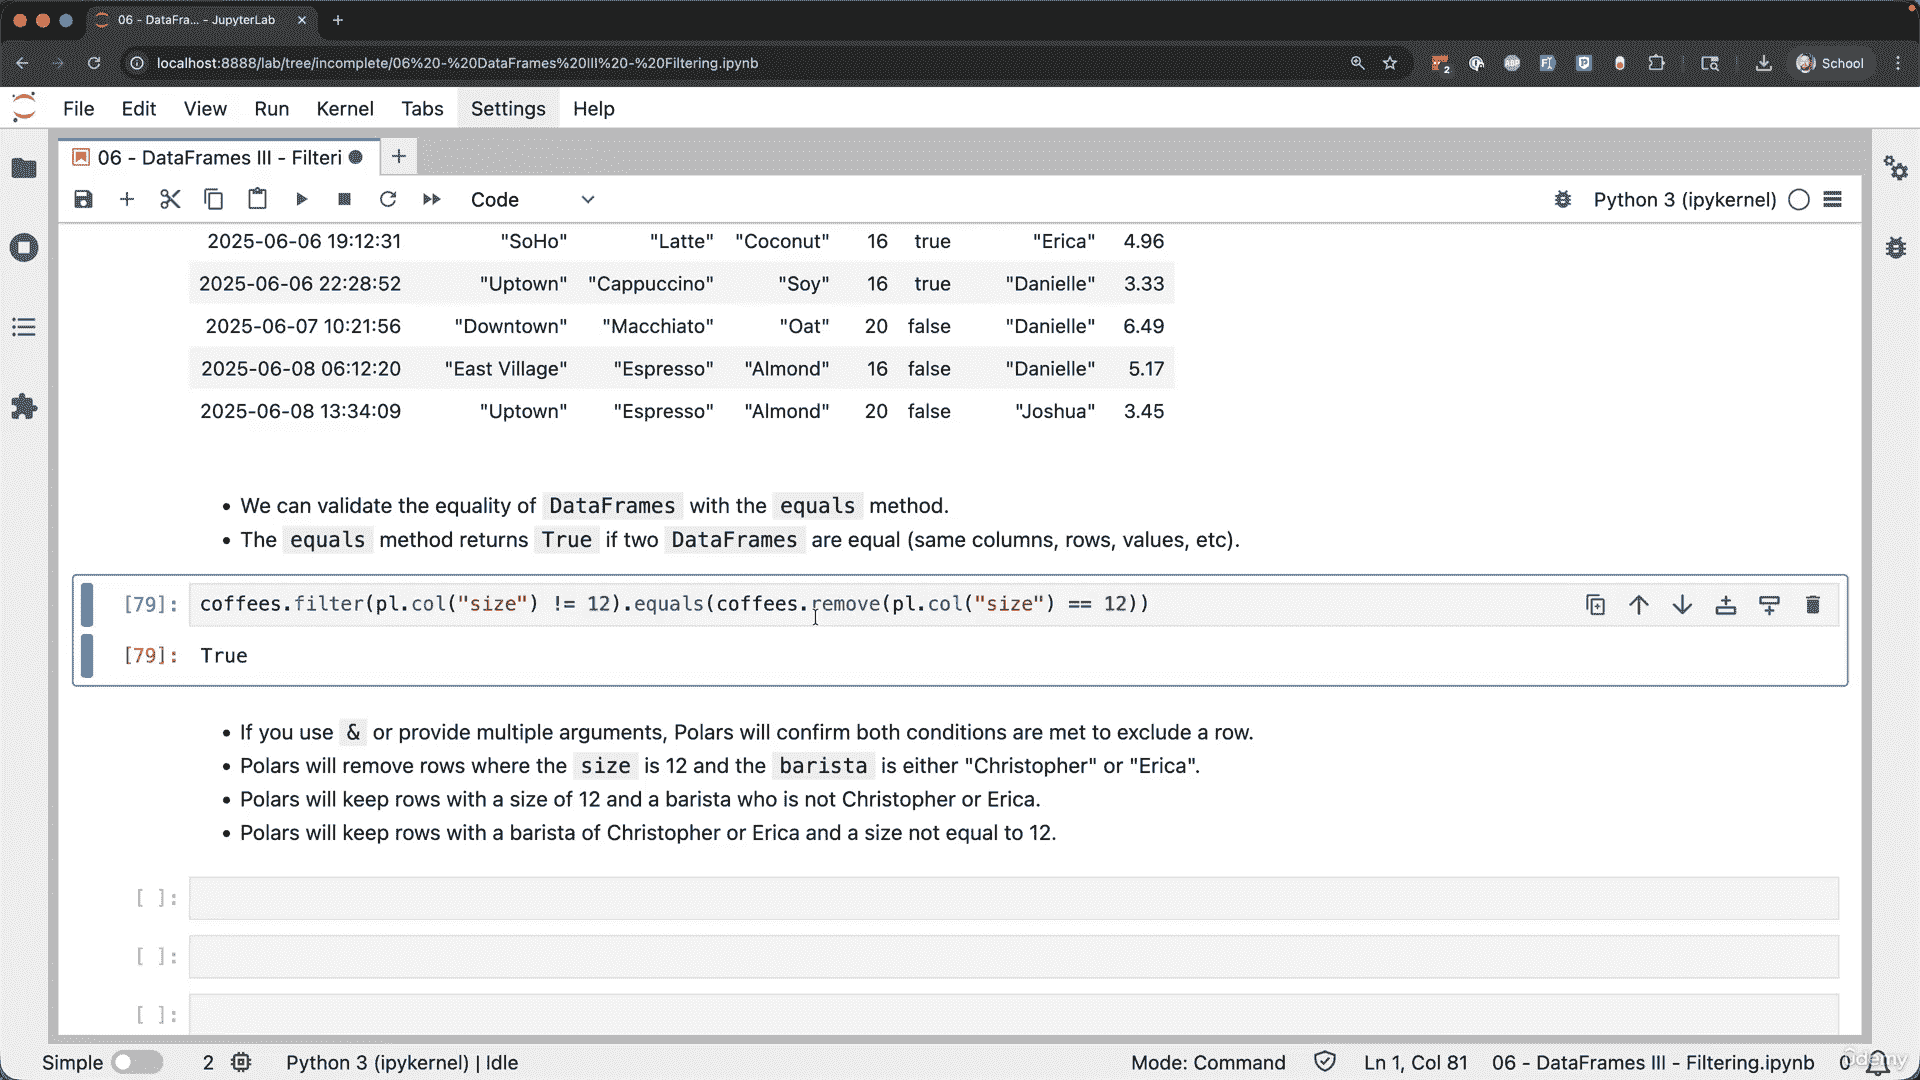 06 - DataFra... - JupyterLab
localhost:8888/lab/tree/incomplete/06%20-%20DataFrames%20III%20-%20Filtering.ipynb
2
ABP
School
File Edit View Run Kernel Tabs Settings Help
06 - DataFrames III - Filteri
Code
Python 3 (ipykernel)
2025-06-06 19:12:31 "SoHo" "Latte" "Coconut" 16 true "Erica" 4.96
2025-06-06 22:28:52 "Uptown" "Cappuccino" "Soy" 16 true "Danielle" 3.33
2025-06-07 10:21:56 "Downtown" "Macchiato" "Oat" 20 false "Danielle" 6.49
2025-06-08 06:12:20 "East Village" "Espresso" "Almond" 16 false "Danielle" 5.17
2025-06-08 13:34:09 "Uptown" "Espresso" "Almond" 20 false "Joshua" 3.45
• We can validate the equality of DataFrames with the equals method.
• The equals method returns True if two DataFrames are equal (same columns, rows, values, etc).
[79]: coffees.filter(pl.col("size") != 12).equals(coffees.remove(pl.col("size") == 12))
[79]: True
• If you use & or provide multiple arguments, Polars will confirm both conditions are met to exclude a row.
• Polars will remove rows where the size is 12 and the barista is either "Christopher" or "Erica".
• Polars will keep rows with a size of 12 and a barista who is not Christopher or Erica.
• Polars will keep rows with a barista of Christopher or Erica and a size not equal to 12.
[ ]:
[ ]:
[ ]:
Simple 2 Python 3 (ipykernel) | Idle Mode: Command Ln 1, Col 81 06 - DataFrames III - Filtering.ipynb 0
Udemy